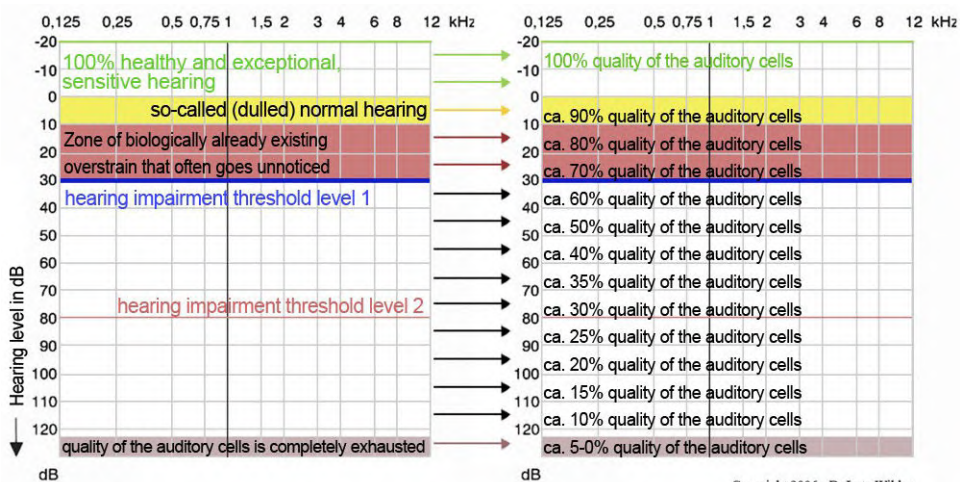 0,125 0,25 0,5 0,75 1 1,5 2 3 4 6 8 12 kHz
-20
-10
0
10
20
30
40
50
60
70
80
90
100
110
120
dB
Hearing level in dB
100% healthy and exceptional,
sensitive hearing
so-called (dulled) normal hearing
Zone of biologically already existing
overstrain that often goes unnoticed
hearing impairment threshold level 1
hearing impairment threshold level 2
quality of the auditory cells is completely exhausted
0,125 0,25 0,5 0,75 1 1,5 2 3 4 6 8 12 kHz
-20
-10
0
10
20
30
40
50
60
70
80
90
100
110
120
dB
100% quality of the auditory cells
ca. 90% quality of the auditory cells
ca. 80% quality of the auditory cells
ca. 70% quality of the auditory cells
ca. 60% quality of the auditory cells
ca. 50% quality of the auditory cells
ca. 40% quality of the auditory cells
ca. 35% quality of the auditory cells
ca. 30% quality of the auditory cells
ca. 25% quality of the auditory cells
ca. 20% quality of the auditory cells
ca. 15% quality of the auditory cells
ca. 10% quality of the auditory cells
ca. 5-0% quality of the auditory cells